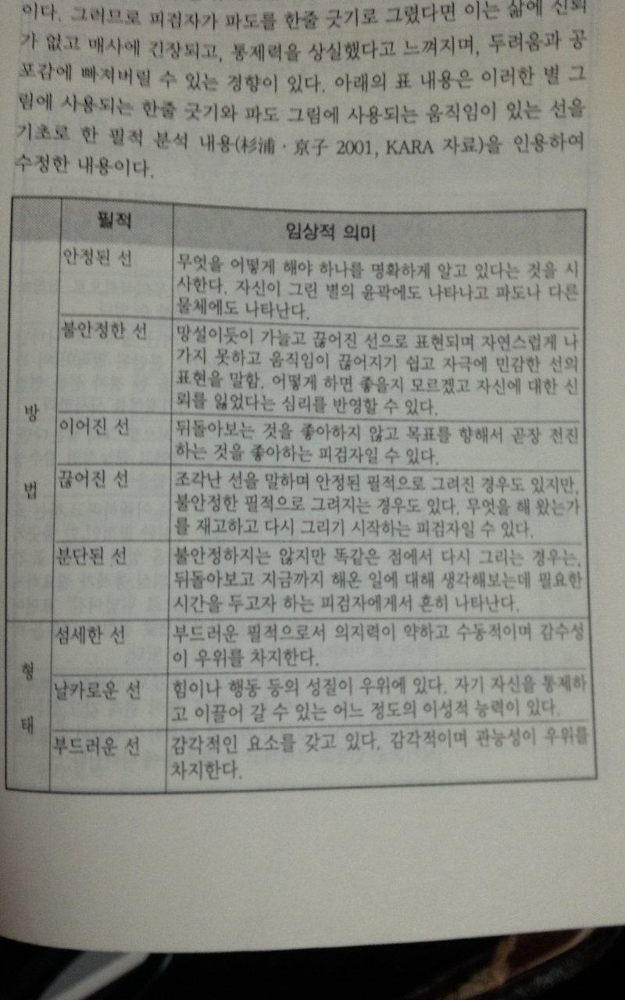 이다. 그러므로 피검자가 파도를 한줄 긋기로 그렸다면 이는 삶에 신뢰
가 없고 매사에 긴장되고, 통제력을 상실했다고 느껴지며, 두려움과 공
포감에 빠져버릴 수 있는 경향이 있다. 아래의 표 내용은 이러한 별 그
림에 사용되는 한줄 긋기와 파도 그림에 사용되는 움직임이 있는 선을
기초로 한 필적 분석 내용(杉浦 · 京子 2001, KARA 자료)을 인용하여
수정한 내용이다.
필적 임상적 의미
방법
안정된 선
무엇을 어떻게 해야 하나를 명확하게 알고 있다는 것을 시
사한다. 자신이 그린 별의 윤곽에도 나타나고 파도나 다른
물체에도 나타난다.
불안정한 선
망설이듯이 가늘고 끊어진 선으로 표현되며 자연스럽게 나
가지 못하고 움직임이 끊어지기 쉽고 자극에 민감한 선의
표현을 말함. 어떻게 하면 좋을지 모르겠고 자신에 대한 신
뢰를 잃었다는 심리를 반영할 수 있다.
이어진 선
뒤돌아보는 것을 좋아하지 않고 목표를 향해서 곧장 전진
하는 것을 좋아하는 피검자일 수 있다.
끊어진 선
조각난 선을 말하며 안정된 필적으로 그려진 경우도 있지만,
불안정한 필적으로 그려지는 경우도 있다. 무엇을 해 왔는가
를 재고하고 다시 그리기 시작하는 피검자일 수 있다.
분단된 선
불안정하지는 않지만 똑같은 점에서 다시 그리는 경우는,
뒤돌아보고 지금까지 해온 일에 대해 생각해보는데 필요한
시간을 두고자 하는 피검자에게서 흔히 나타난다.
형태
섬세한 선
부드러운 필적으로서 의지력이 약하고 수동적이며 감수성
이 우위를 차지한다.
날카로운 선
힘이나 행동 등의 성질이 우위에 있다. 자기 자신을 통제하
고 이끌어 갈 수 있는 어느 정도의 이성적 능력이 있다.
부드러운 선
감각적인 요소를 갖고 있다. 감각적이며 관능성이 우위를
차지한다.